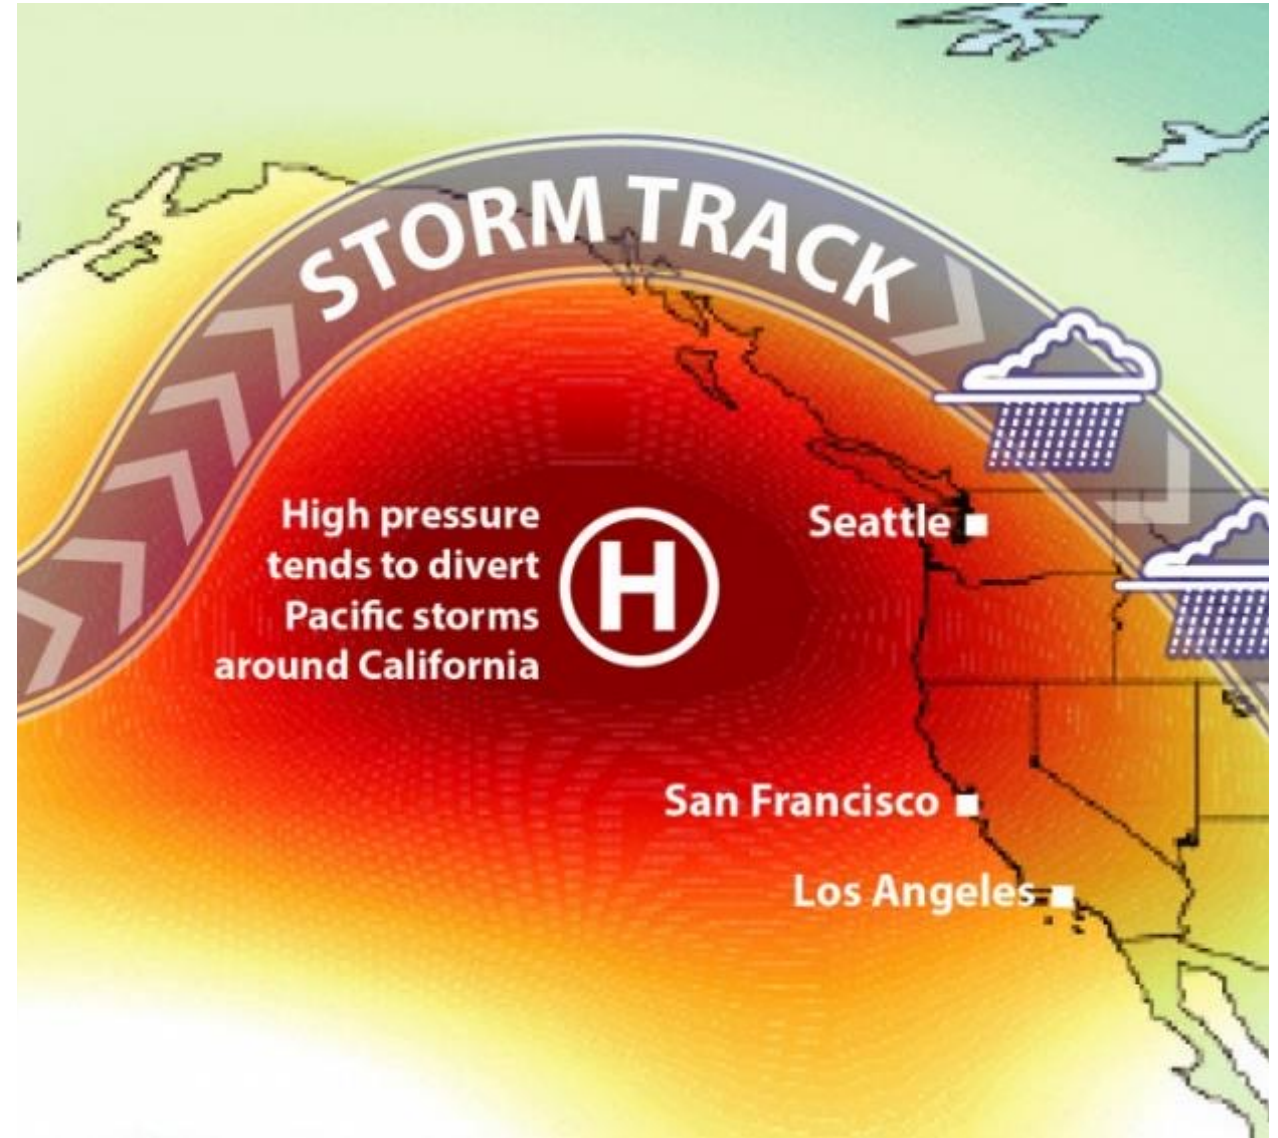 STORM TRACK
High pressure
tends to divert
Pacific storms
around California
H
Seattle
San Francisco
Los Angeles